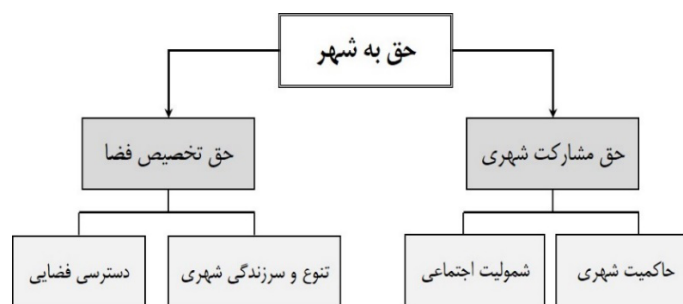 حق به شهر
حق مشارکت شهری
حق تخصیص فضا
حاکمیت شهری
شمولیت اجتماعی
تنوع و سرزندگی شهری
دسترسی فضایی